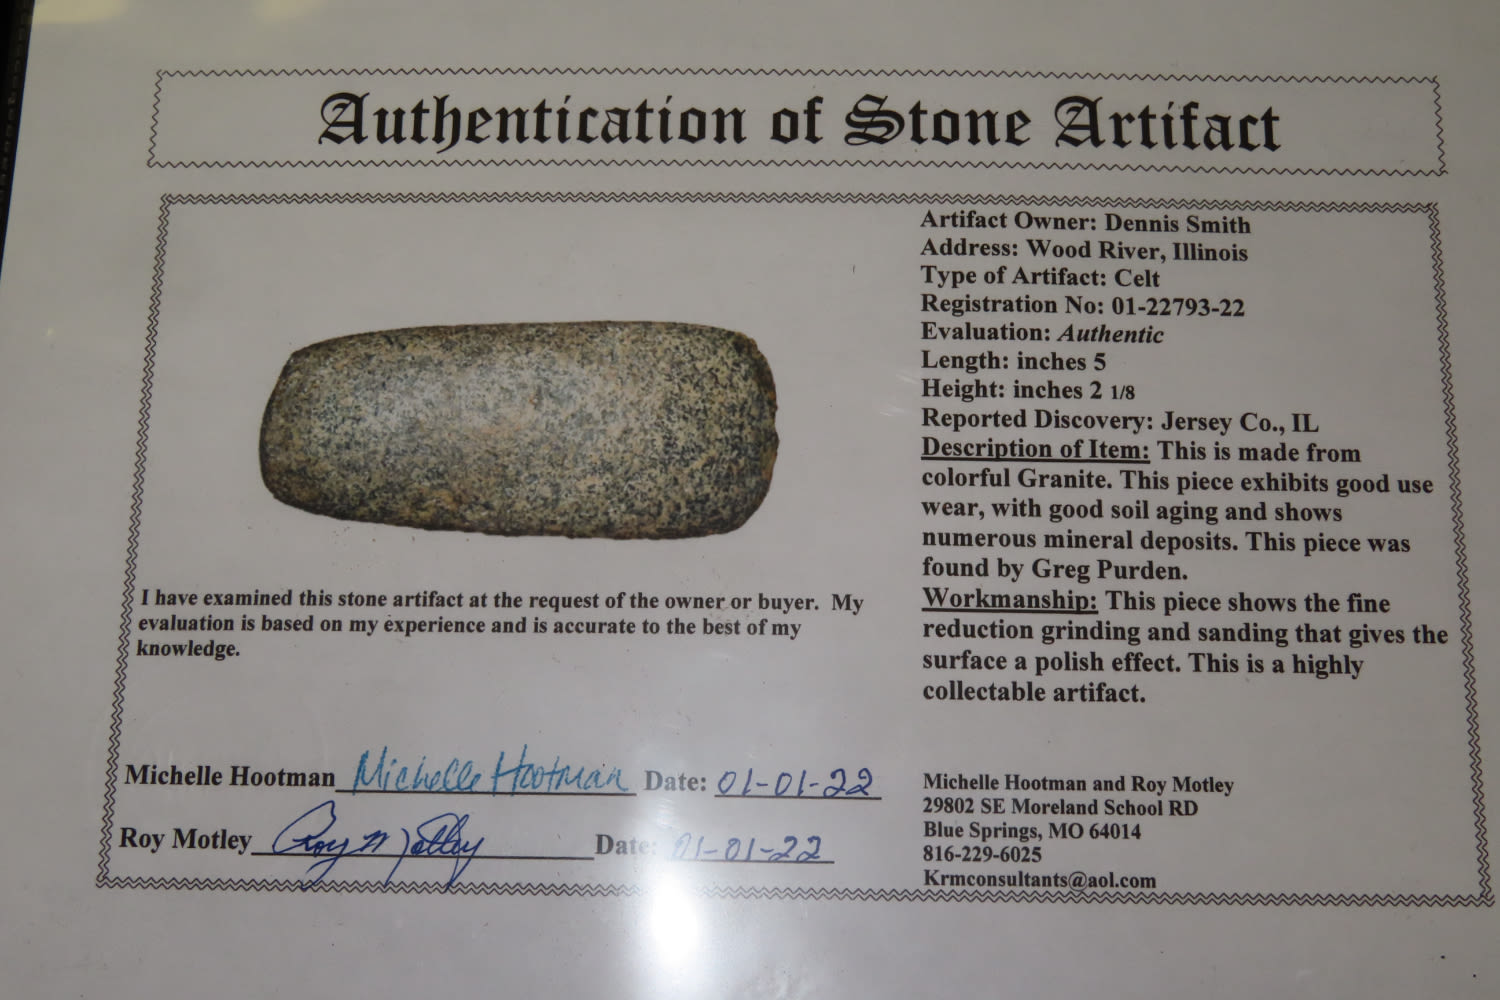 Authentication of Stone Artifact
Artifact Owner: Dennis Smith
Address: Wood River, Illinois
Type of Artifact: Celt
Registration No: 01-22793-22
Evaluation: Authentic
Length: inches 5
Height: inches 2 1/8
Reported Discovery: Jersey Co., IL
Description of Item: This is made from
colorful Granite. This piece exhibits good use
wear, with good soil aging and shows
numerous mineral deposits. This piece was
found by Greg Purden.
Workmanship: This piece shows the fine
reduction grinding and sanding that gives the
surface a polish effect. This is a highly
collectable artifact.
I have examined this stone artifact at the request of the owner or buyer. My
evaluation is based on my experience and is accurate to the best of my
knowledge.
Michelle Hootman Michelle Hootman Date: 01-01-22
Roy Motley Roy Motley Date: 01-01-22
Michelle Hootman and Roy Motley
29802 SE Moreland School RD
Blue Springs, MO 64014
816-229-6025
Krmconsultants@aol.com